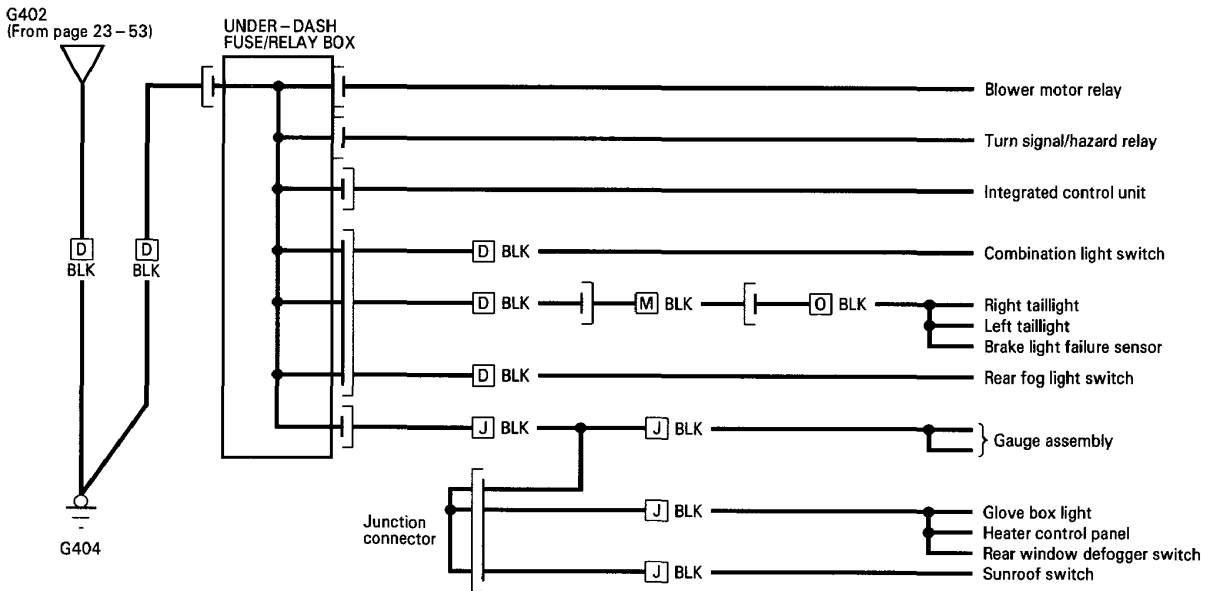 G402
(From page 23–53)
UNDER–DASH
FUSE/RELAY BOX
Blower motor relay
Turn signal/hazard relay
Integrated control unit
D BLK
D BLK
D BLK
Combination light switch
D BLK
M BLK
O BLK
Right taillight
Left taillight
Brake light failure sensor
D BLK
Rear fog light switch
J BLK
J BLK
Gauge assembly
Junction
connector
J BLK
Glove box light
Heater control panel
Rear window defogger switch
J BLK
Sunroof switch
G404